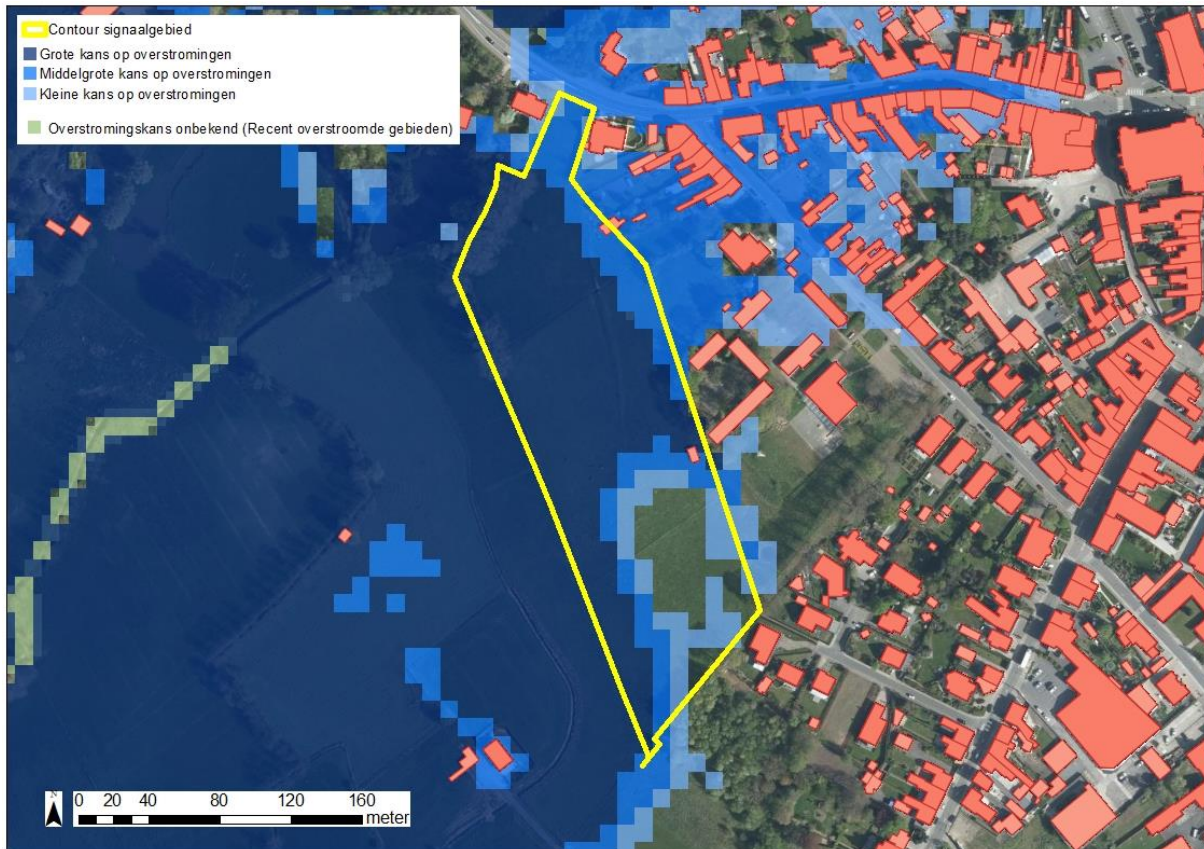 Contour signaalgebied
Grote kans op overstromingen
Middelgrote kans op overstromingen
Kleine kans op overstromingen
Overstromingskans onbekend (Recent overstroomde gebieden)
N
0 20 40 80 120 160
meter